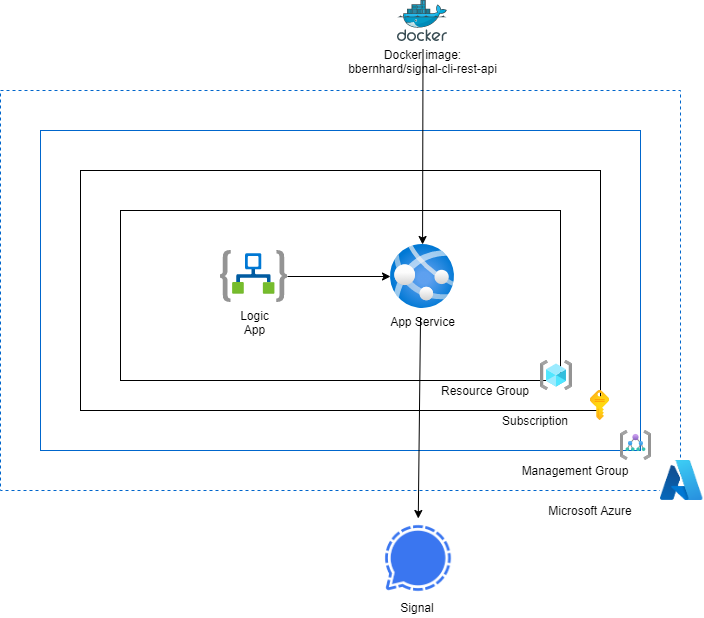 docker
Docker image:
bbernhard/signal-cli-rest-api
Logic
App
App Service
Resource Group
Subscription
Management Group
Microsoft Azure
Signal